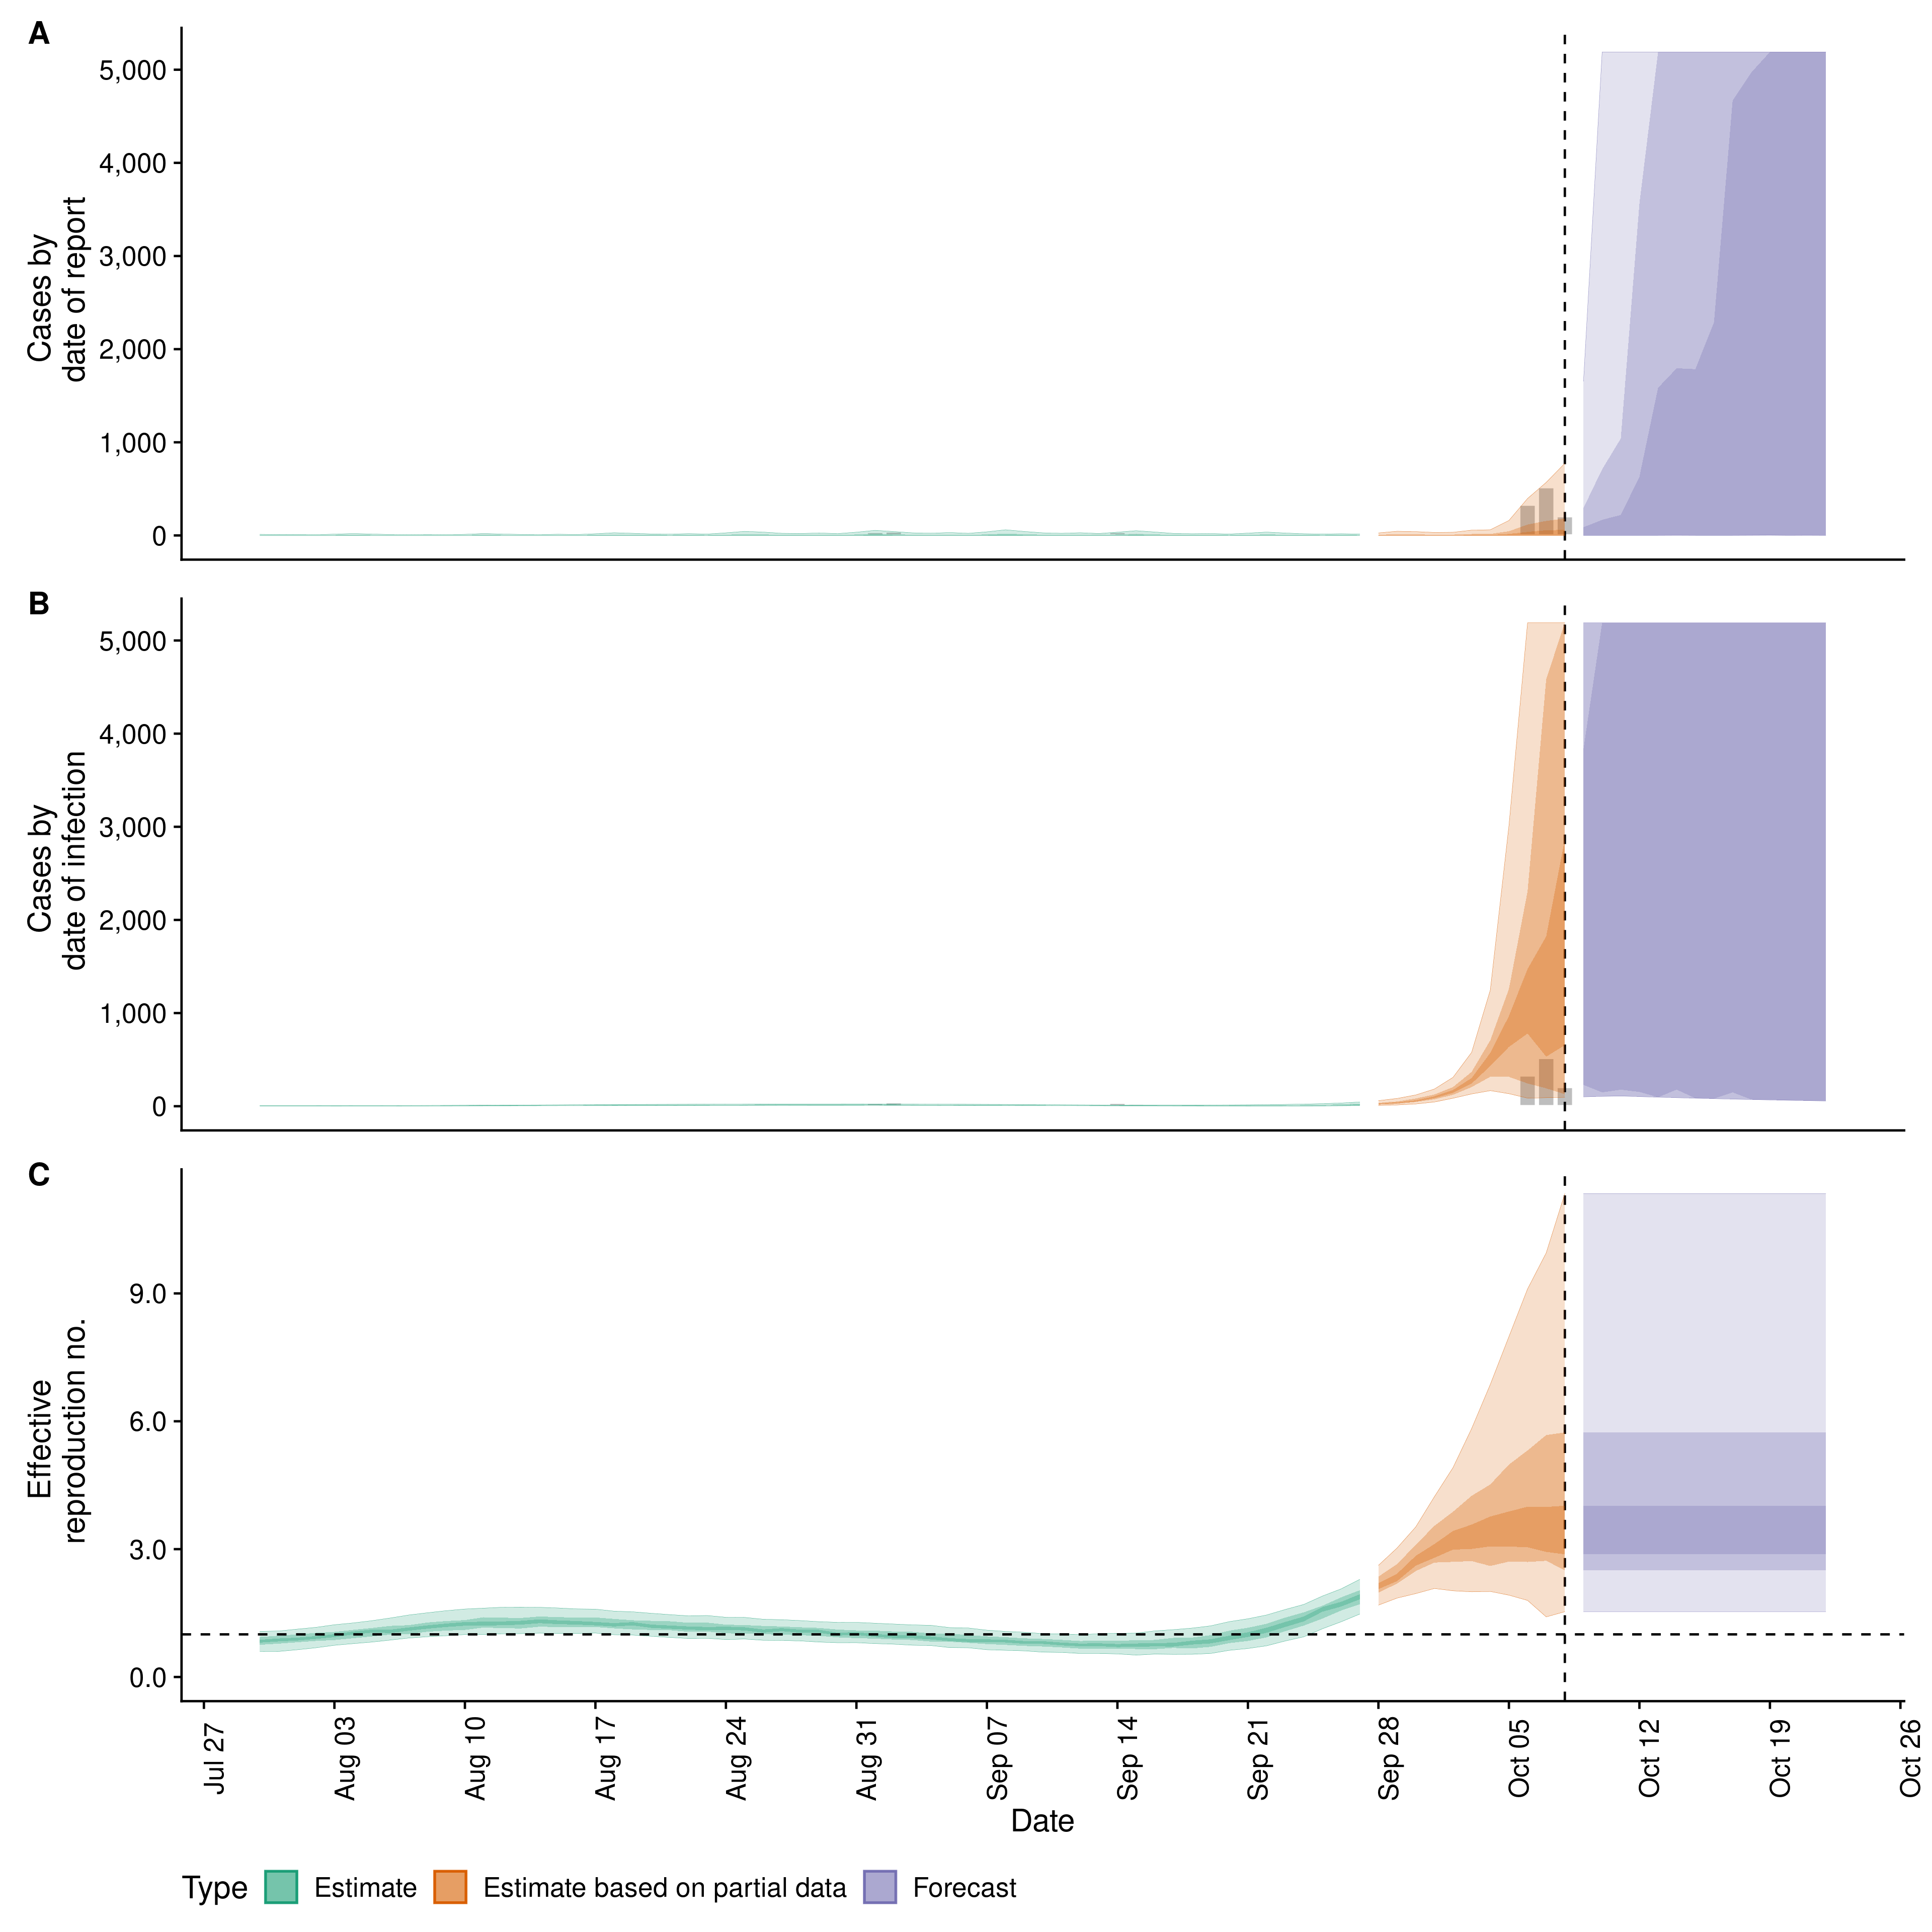 A
5,000
4,000
3,000
2,000
1,000
0
Cases by
date of report
B
5,000
4,000
3,000
2,000
1,000
0
Cases by
date of infection
C
9.0
6.0
3.0
0.0
Effective
reproduction no.
Jul 27
Aug 03
Aug 10
Aug 17
Aug 24
Aug 31
Sep 07
Sep 14
Sep 21
Sep 28
Oct 05
Oct 12
Oct 19
Oct 26
Date
Type Estimate Estimate based on partial data Forecast